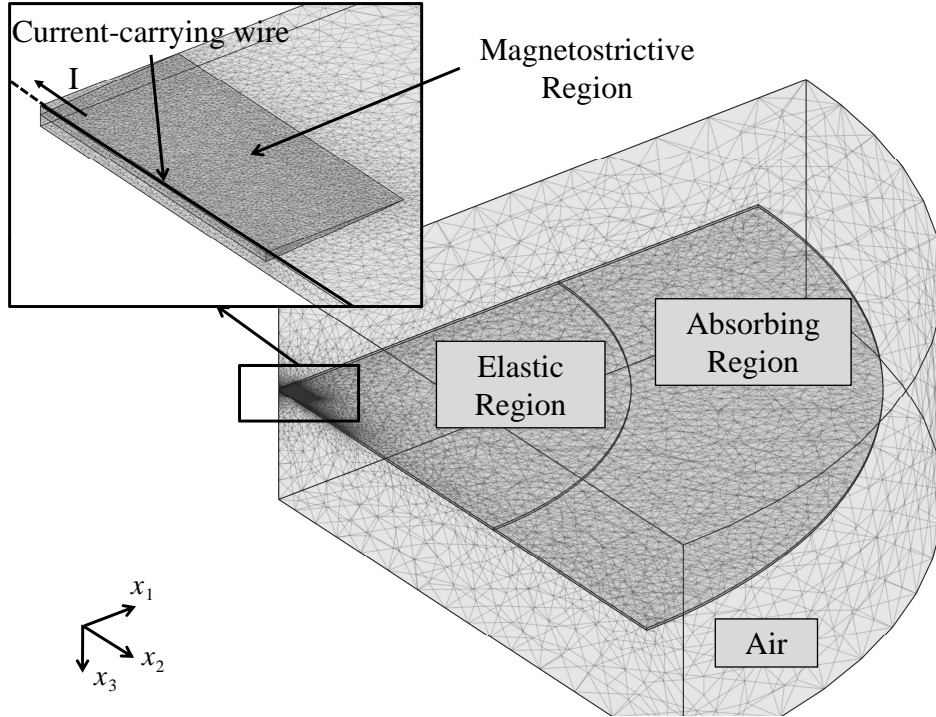 Current-carrying wire
I
Magnetostrictive
Region
Elastic
Region
Absorbing
Region
Air
x₁
x₂
x₃